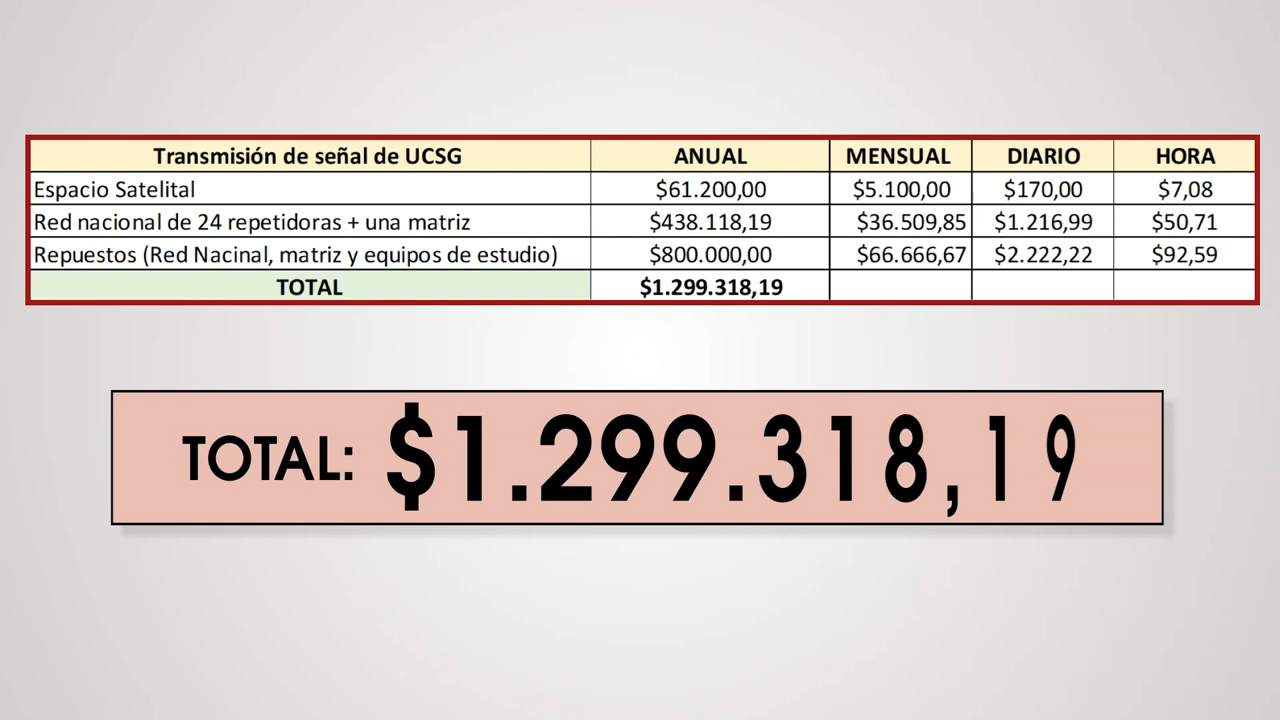 Transmisión de señal de UCSG ANUAL MENSUAL DIARIO HORA
Espacio Satelital $61.200,00 $5.100,00 $170,00 $7,08
Red nacional de 24 repetidoras + una matriz $438.118,19 $36.509,85 $1.216,99 $50,71
Repuestos (Red Nacinal, matriz y equipos de estudio) $800.000,00 $66.666,67 $2.222,22 $92,59
TOTAL $1.299.318,19
TOTAL: $1.299.318,19